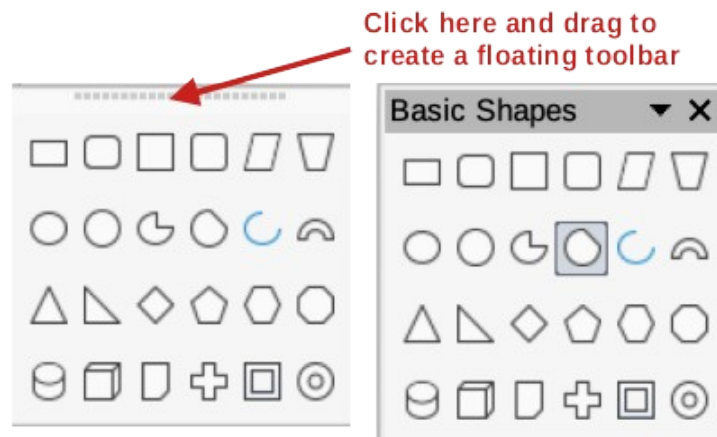 Click here and drag to
create a floating toolbar
Basic Shapes